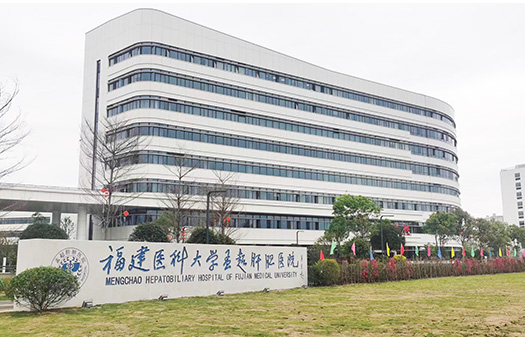 福建医科大学孟超肝胆医院
MENGCHAO HEPATOBILIARY HOSPITAL OF FUJIAN MEDICAL UNIVERSITY